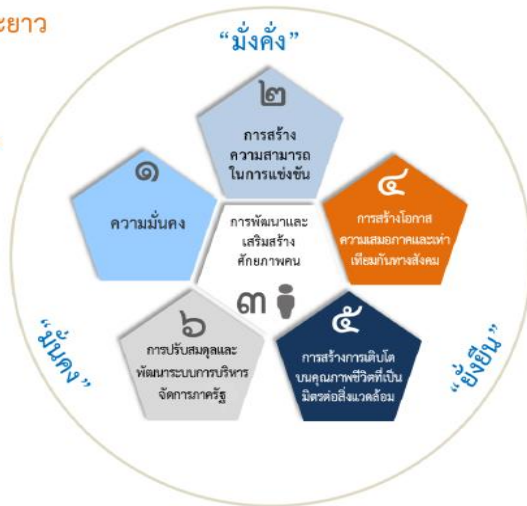 ะยาว
“มั่งคั่ง”
๒
การสร้าง
ความสามารถ
ในการแข่งขัน
๑
ความมั่นคง
๔
การสร้างโอกาส
ความเสมอภาคและเท่า
เทียมกันทางสังคม
การพัฒนาและ
เสริมสร้าง
ศักยภาพคน
๓
๖
การปรับสมดุลและ
พัฒนาระบบการบริหาร
จัดการภาครัฐ
๕
การสร้างการเติบโต
บนคุณภาพชีวิตที่เป็น
มิตรต่อสิ่งแวดล้อม
“มั่นคง”
“ยั่งยืน”